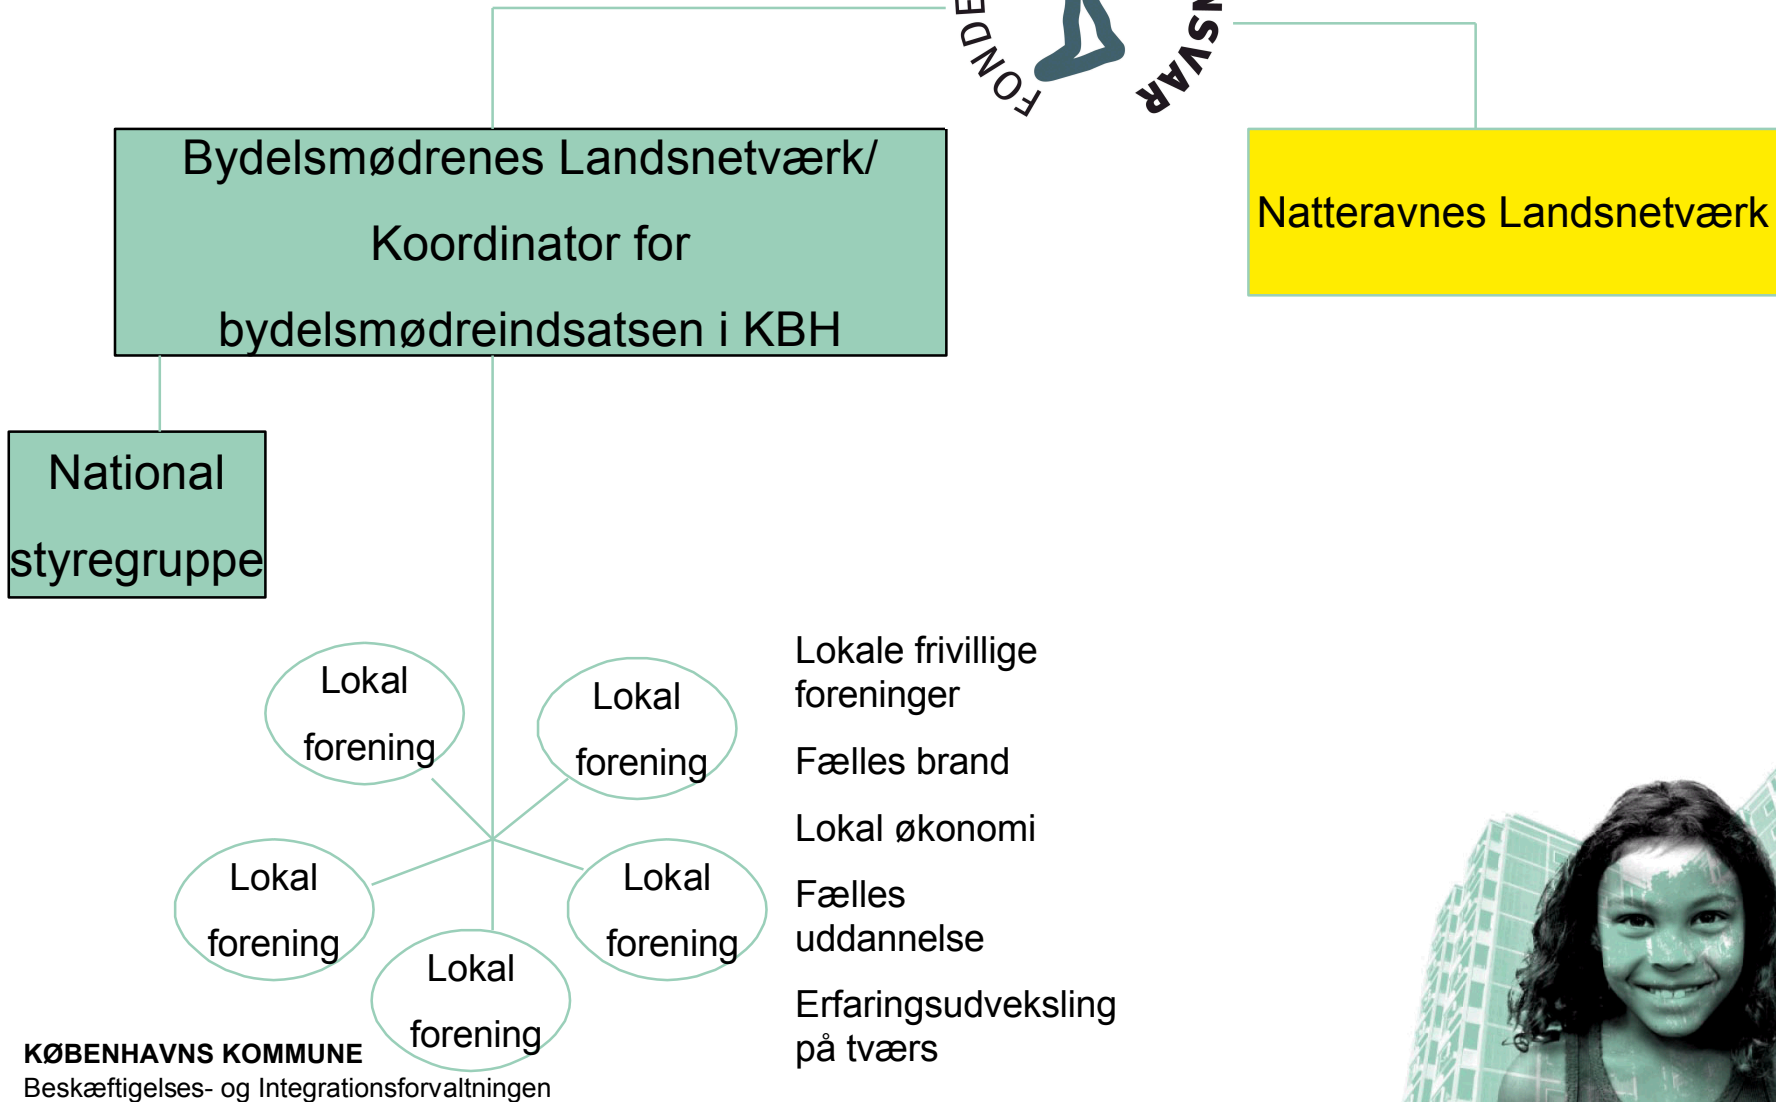 FONDE
NSVAR
Bydelsmødrenes Landsnetværk/
Koordinator for
bydelsmødreindsatsen i KBH
Natteravnes Landsnetværk
National
styregruppe
Lokal
forening
Lokal
forening
Lokal
forening
Lokal
forening
Lokal
forening
Lokale frivillige
foreninger
Fælles brand
Lokal økonomi
Fælles
uddannelse
Erfaringsudveksling
på tværs
KØBENHAVNS KOMMUNE
Beskæftigelses- og Integrationsforvaltningen